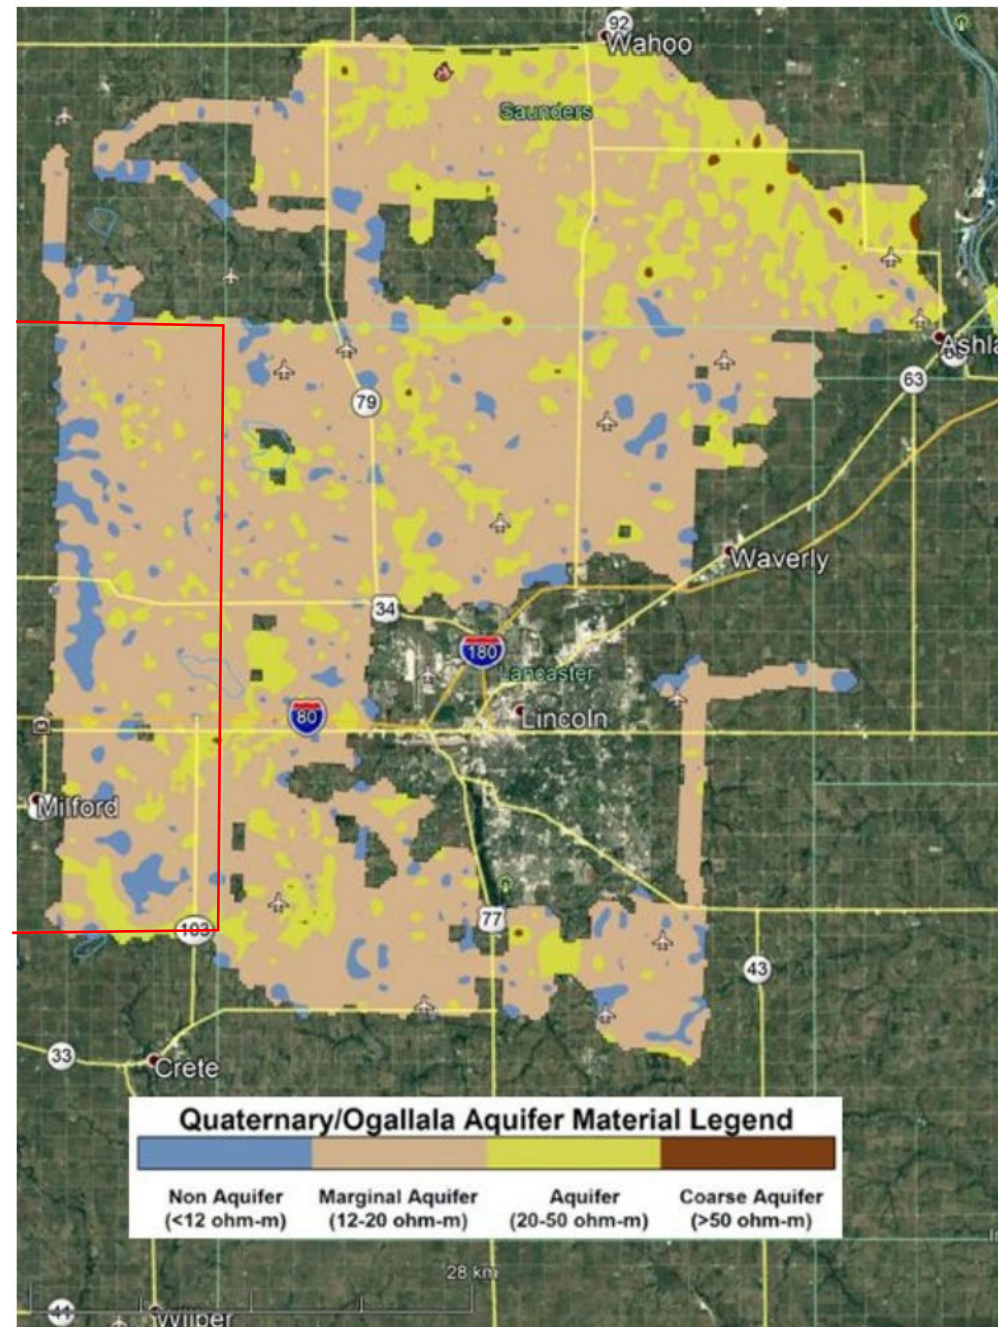 92
Wahoo
Saunders
79
Ashla
63
Waverly
34
180
Lancaster
Lincoln
80
Milford
103
77
43
33
Crete
Quaternary/Ogallala Aquifer Material Legend
Non Aquifer Marginal Aquifer Aquifer Coarse Aquifer
(<12 ohm-m) (12-20 ohm-m) (20-50 ohm-m) (>50 ohm-m)
28 km
41
Wilber